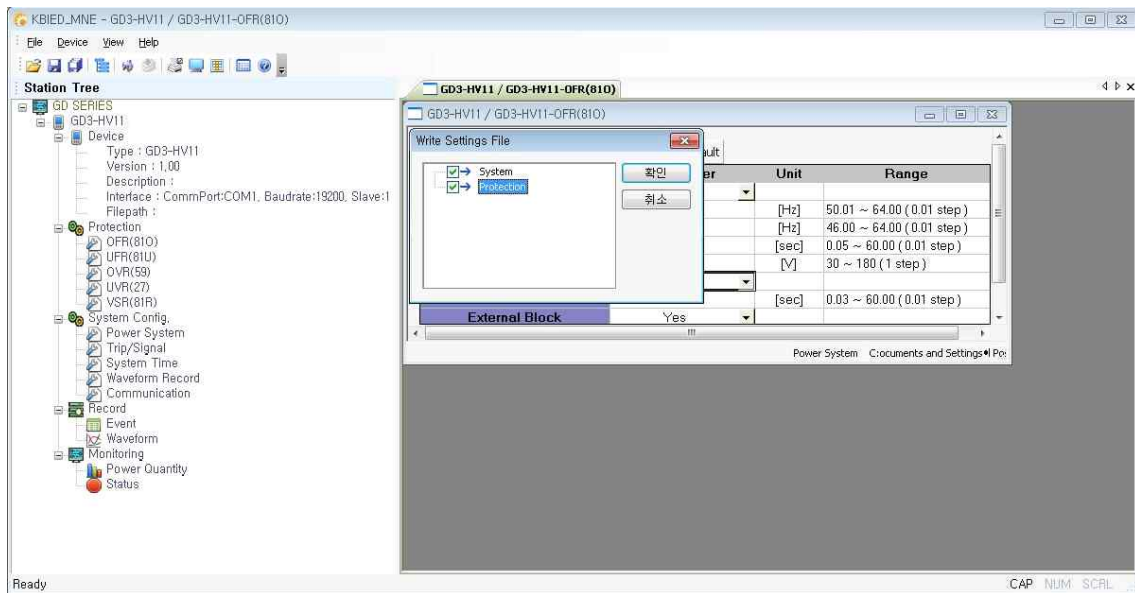 KBIED_MNE - GD3-HV11 / GD3-HV11-OFR(81O)
File Device View Help
Station Tree
GD SERIES
GD3-HV11
Device
Type : GD3-HV11
Version : 1,00
Description :
Interface : CommPort:COM1, Baudrate:19200, Slave:1
Filepath :
Protection
OFR(81O)
UFR(81U)
OVR(59)
UVR(27)
VSR(81R)
System Config,
Power System
Trip/Signal
System Time
Waveform Record
Communication
Record
Event
Waveform
Monitoring
Power Quantity
Status
GD3-HV11 / GD3-HV11-OFR(81O)
GD3-HV11 / GD3-HV11-OFR(81O)
Write Settings File
System
Protection
확인
취소
ault
er Unit Range
[Hz] 50.01 ~ 64.00 ( 0.01 step )
[Hz] 46.00 ~ 64.00 ( 0.01 step )
[sec] 0.05 ~ 60.00 ( 0.01 step )
[V] 30 ~ 180 ( 1 step )
[sec] 0.03 ~ 60.00 ( 0.01 step )
External Block Yes
Power System C:ocuments and Settings
Ready
CAP NUM SCRL